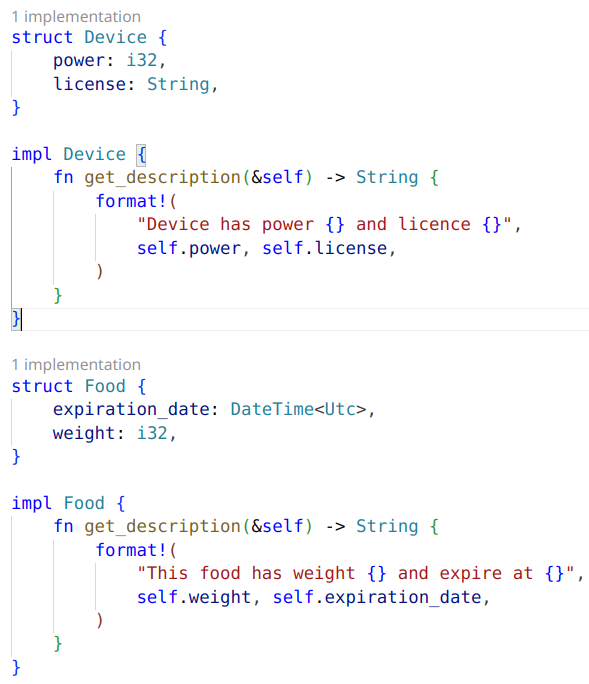 1 implementation
struct Device {
    power: i32,
    license: String,
}

impl Device {
    fn get_description(&self) -> String {
        format!(
            "Device has power {} and licence {}",
            self.power, self.license,
        )
    }
}

1 implementation
struct Food {
    expiration_date: DateTime<Utc>,
    weight: i32,
}

impl Food {
    fn get_description(&self) -> String {
        format!(
            "This food has weight {} and expire at {}",
            self.weight, self.expiration_date,
        )
    }
}